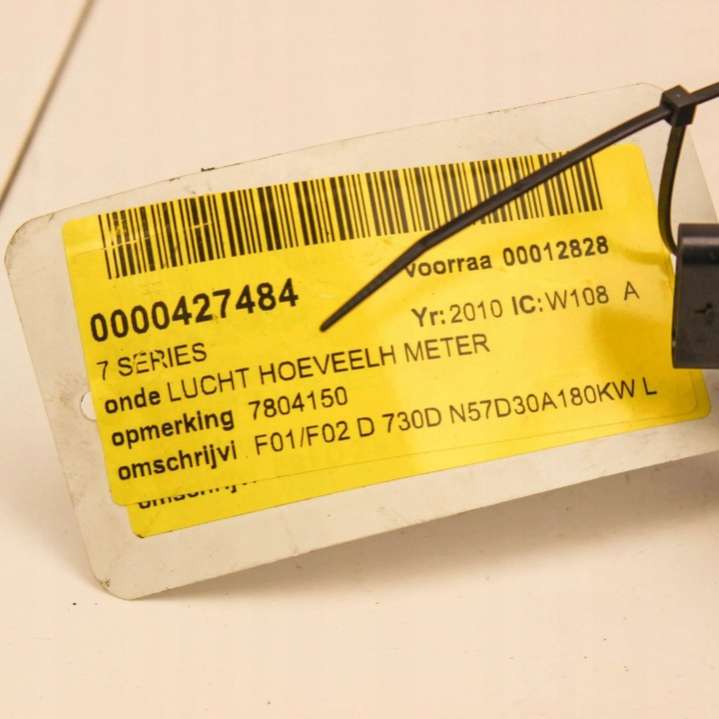 voorraa 00012828
0000427484
Yr: 2010 IC: W108 A
7 SERIES
onde LUCHT HOEVEELH METER
opmerking 7804150
omschrijvi F01/F02 D 730D N57D30A180KW L
omschrijvi